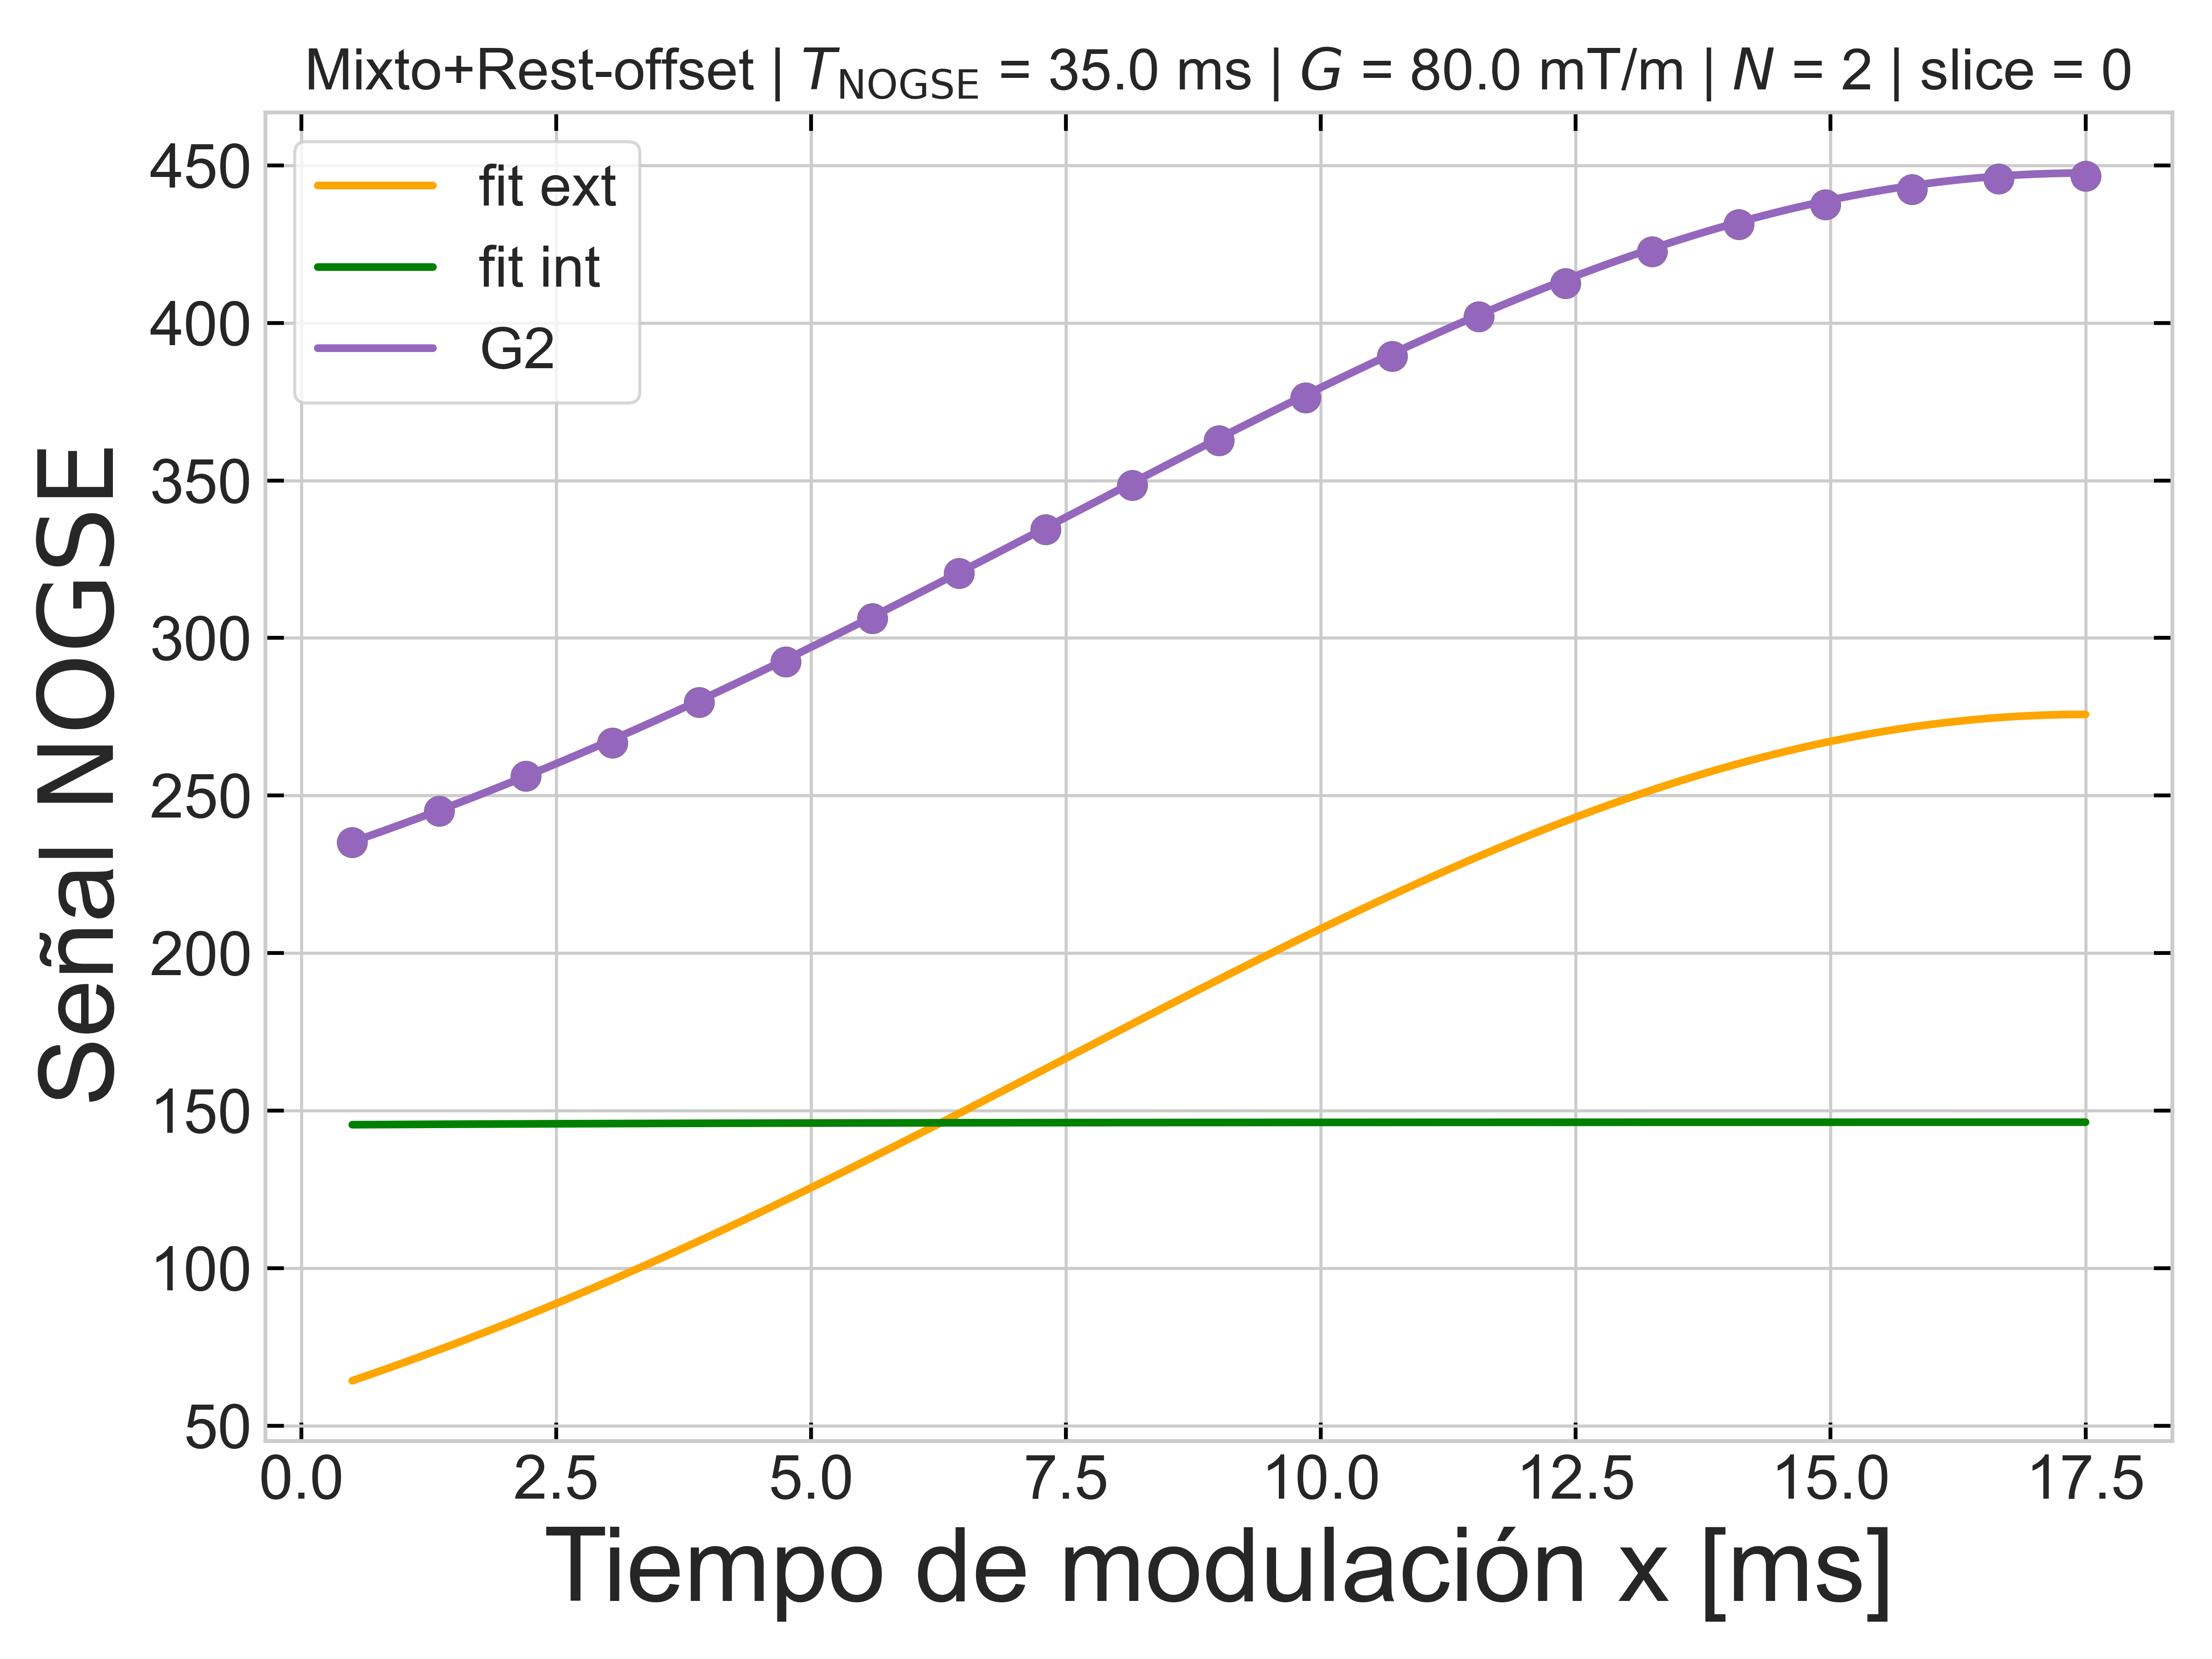 Mixto+Rest-offset | T_NOGSE = 35.0 ms | G = 80.0 mT/m | N = 2 | slice = 0
fit ext
fit int
G2
Señal NOGSE
450
400
350
300
250
200
150
100
50
0.0 2.5 5.0 7.5 10.0 12.5 15.0 17.5
Tiempo de modulación x [ms]